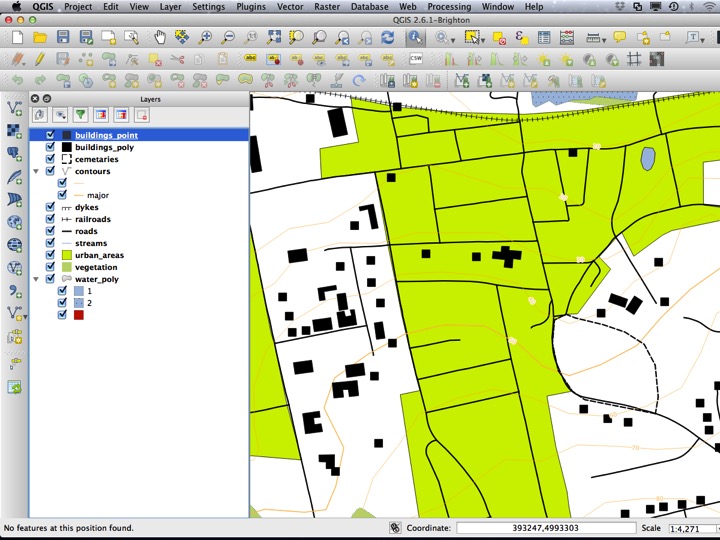 QGIS Project Edit View Layer Settings Plugins Vector Raster Database Web Processing Window Help
QGIS 2.6.1-Brighton
CSW
Layers
buildings_point
buildings_poly
cemetaries
contours
major
dykes
railroads
roads
streams
urban_areas
vegetation
water_poly
1
2
No features at this position found.
Coordinate: 393247,4993303 Scale 1:4,271